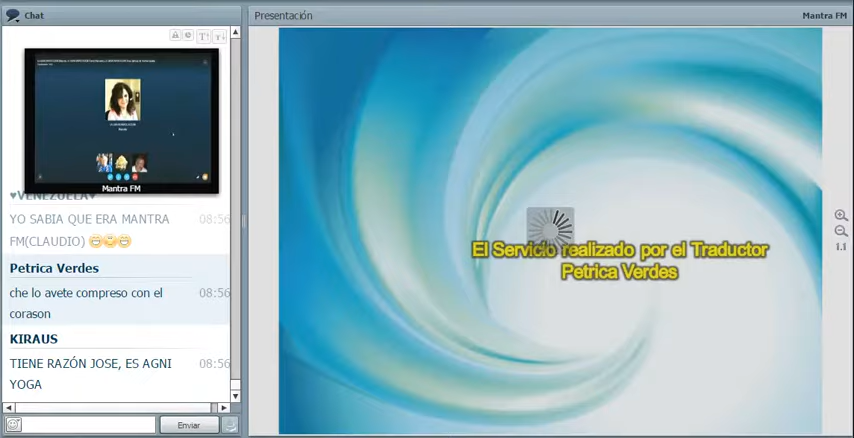 Chat
Presentación
Mantra FM
Mantra FM
♥VENEZUELA♥
YO SABIA QUE ERA MANTRA 08:56
FM(CLAUDIO)
Petrica Verdes
che lo avete compreso con el 08:56
corason
KIRAUS
TIENE RAZÓN JOSE, ES AGNI 08:56
YOGA
Enviar
El Servicio realizado por el Traductor
Petrica Verdes
1:1